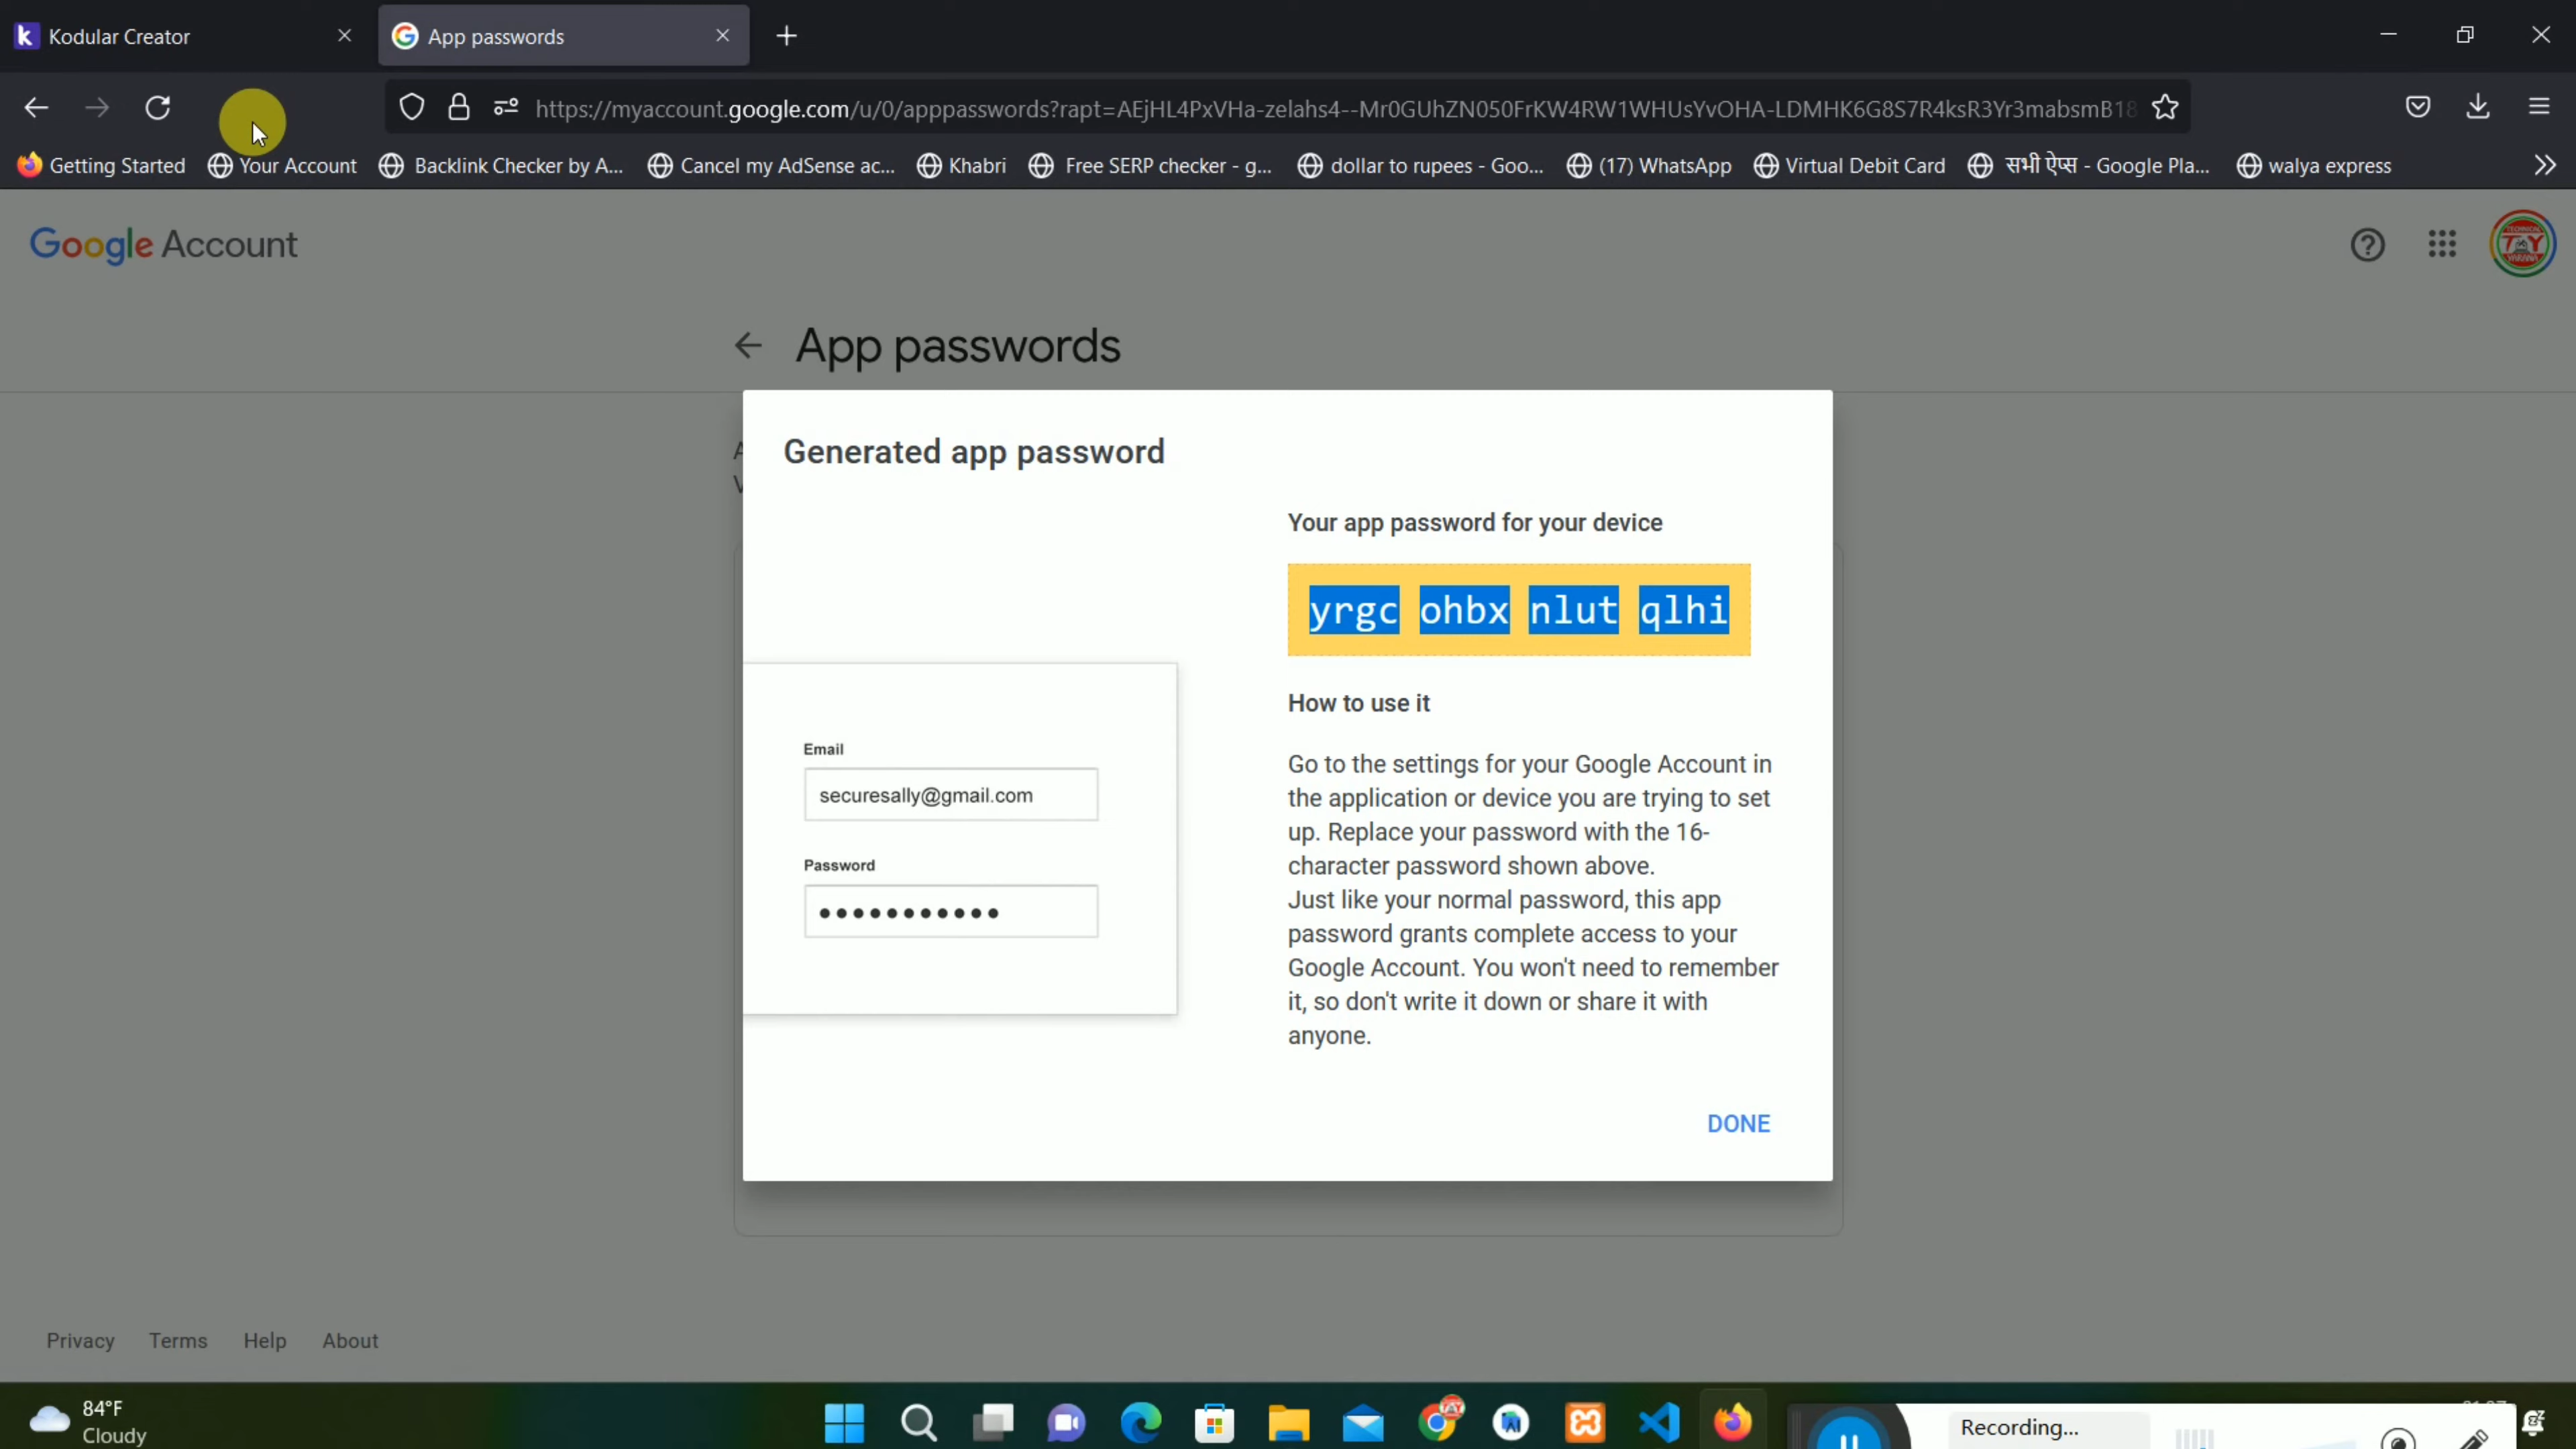 Kodular Creator
App passwords
https://myaccount.google.com/u/0/apppasswords?rapt=AEjHL4PxVHa-zelahs4--Mr0GUhZN050FrKW4RW1WHUsYvOHA-LDMHK6G8S7R4ksR3Yr3mabsmB18
Getting Started
Your Account
Backlink Checker by A...
Cancel my AdSense ac...
Khabri
Free SERP checker - g...
dollar to rupees - Goo...
(17) WhatsApp
Virtual Debit Card
सभी ऐप्स - Google Pla...
walya express
Google Account
App passwords
Generated app password
Your app password for your device
yrgc ohbx nlut qlhi
Email
securesally@gmail.com
Password
How to use it
Go to the settings for your Google Account in
the application or device you are trying to set
up. Replace your password with the 16-
character password shown above.
Just like your normal password, this app
password grants complete access to your
Google Account. You won't need to remember
it, so don't write it down or share it with
anyone.
DONE
Privacy
Terms
Help
About
84°F
Cloudy
Recording...